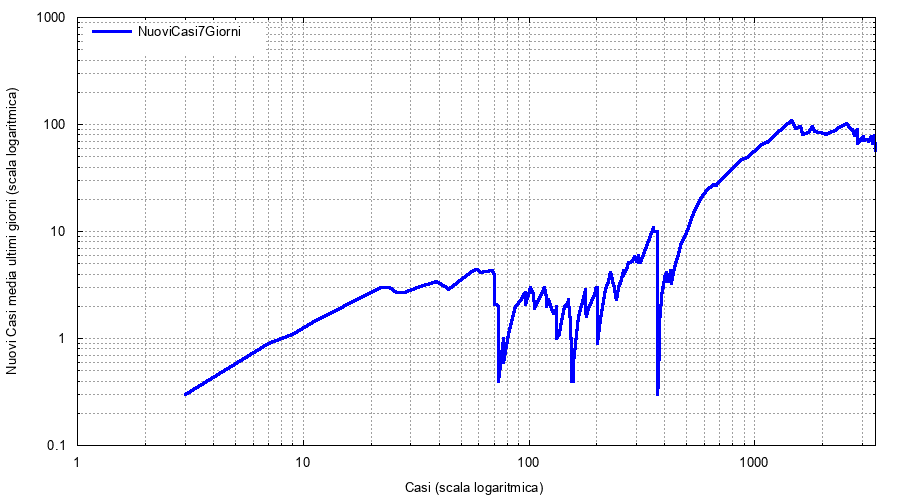 1000
NuoviCasi7Giorni
100
10
1
0.1
Nuovi Casi media ultimi giorni (scala logaritmica)
1 10 100 1000
Casi (scala logaritmica)